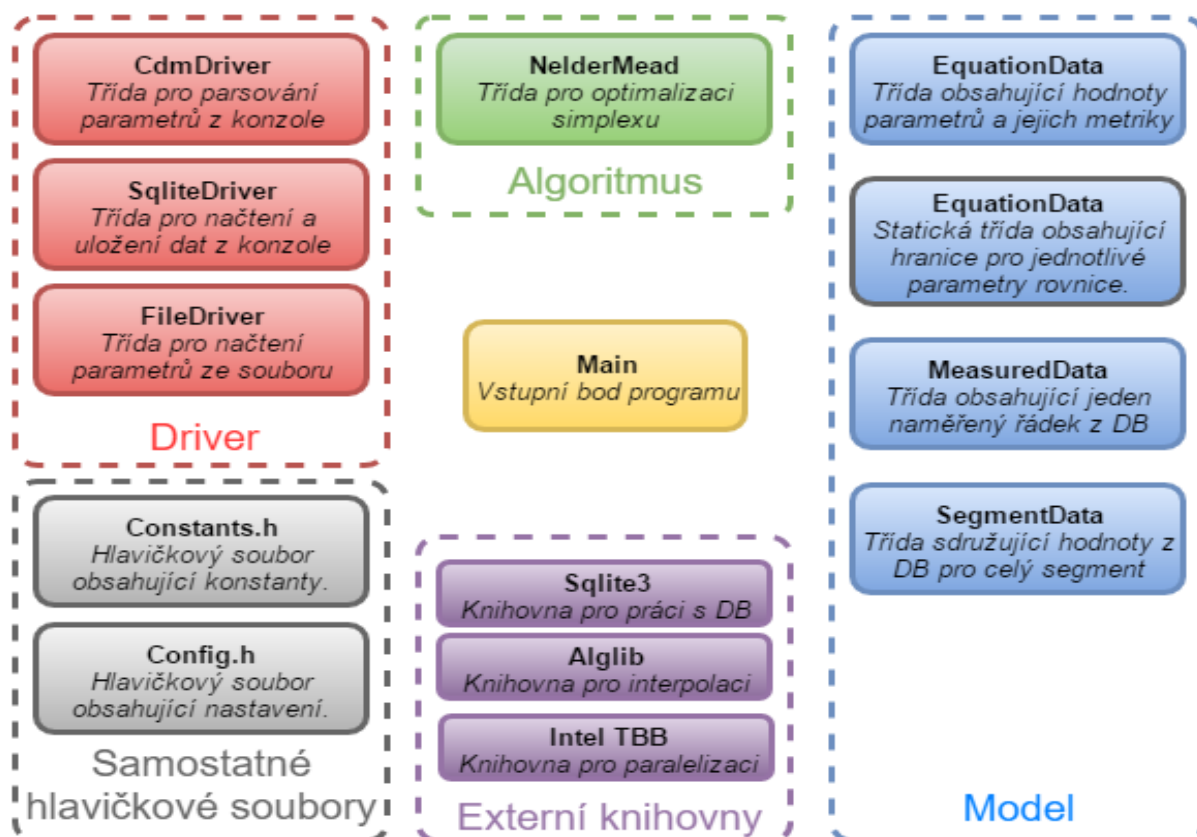 CdmDriver
Třída pro parsování
parametrů z konzole
SqliteDriver
Třída pro načtení a
uložení dat z konzole
FileDriver
Třída pro načtení
parametrů ze souboru
Driver
Constants.h
Hlavičkový soubor
obsahující konstanty.
Config.h
Hlavičkový soubor
obsahující nastavení.
Samostatné
hlavičkové soubory
NelderMead
Třída pro optimalizaci
simplexu
Algoritmus
Main
Vstupní bod programu
Sqlite3
Knihovna pro práci s DB
Alglib
Knihovna pro interpolaci
Intel TBB
Knihovna pro paralelizaci
Externí knihovny
EquationData
Třída obsahující hodnoty
parametrů a jejich metriky
EquationData
Statická třída obsahující
hranice pro jednotlivé
parametry rovnice.
MeasuredData
Třída obsahující jeden
naměřený řádek z DB
SegmentData
Třída sdružující hodnoty z
DB pro celý segment
Model